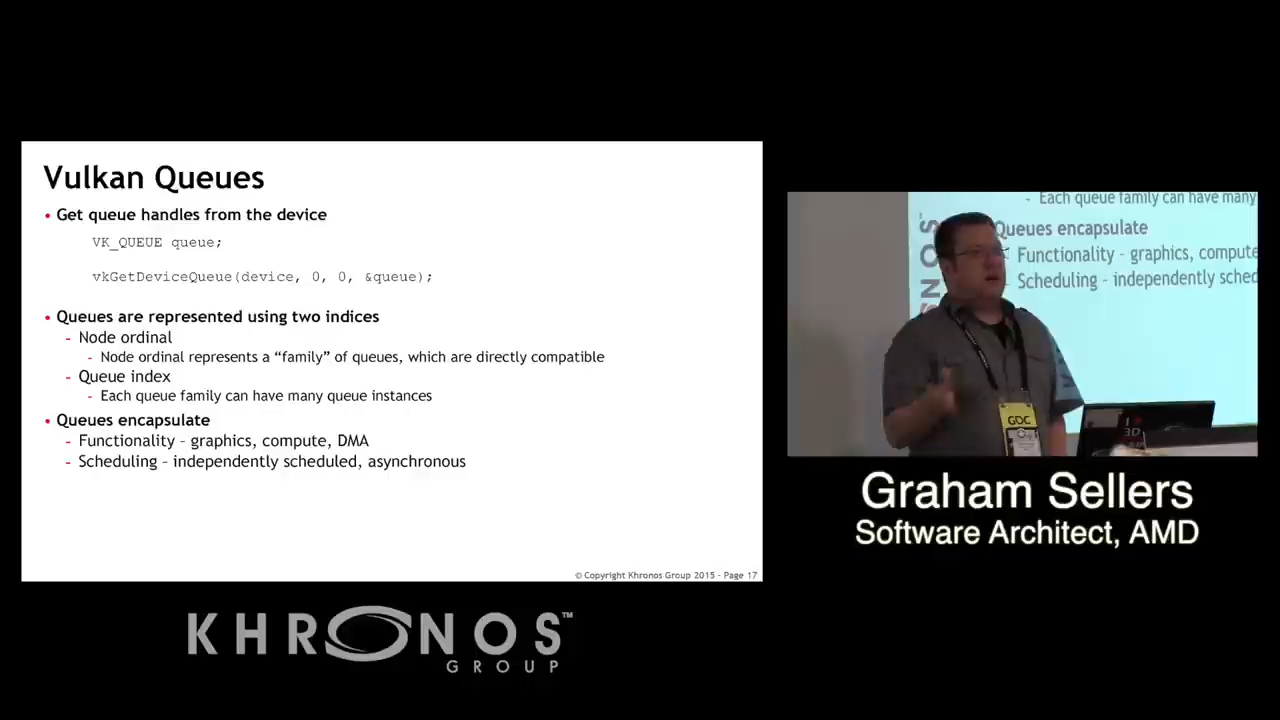 Vulkan Queues
• Get queue handles from the device
VK_QUEUE queue;
vkGetDeviceQueue(device, 0, 0, &queue);
• Queues are represented using two indices
- Node ordinal
- Node ordinal represents a “family” of queues, which are directly compatible
- Queue index
- Each queue family can have many queue instances
• Queues encapsulate
- Functionality – graphics, compute, DMA
- Scheduling – independently scheduled, asynchronous
© Copyright Khronos Group 2015 - Page 17
- Each queue family can have many
Queues encapsulate
Functionality - graphics, compute
Scheduling - independently sched
NOS
GDC
I
3D
Graham Sellers
Software Architect, AMD
KHRONOS™
GROUP